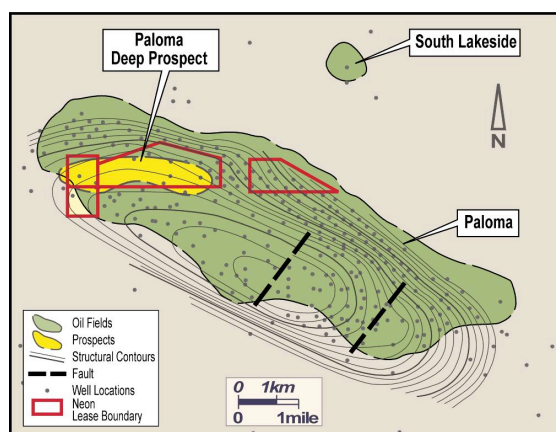 Paloma
Deep Prospect
South Lakeside
N
Paloma
Oil Fields
Prospects
Structural Contours
Fault
Well Locations
Neon
Lease Boundary
0 1km
0 1mile